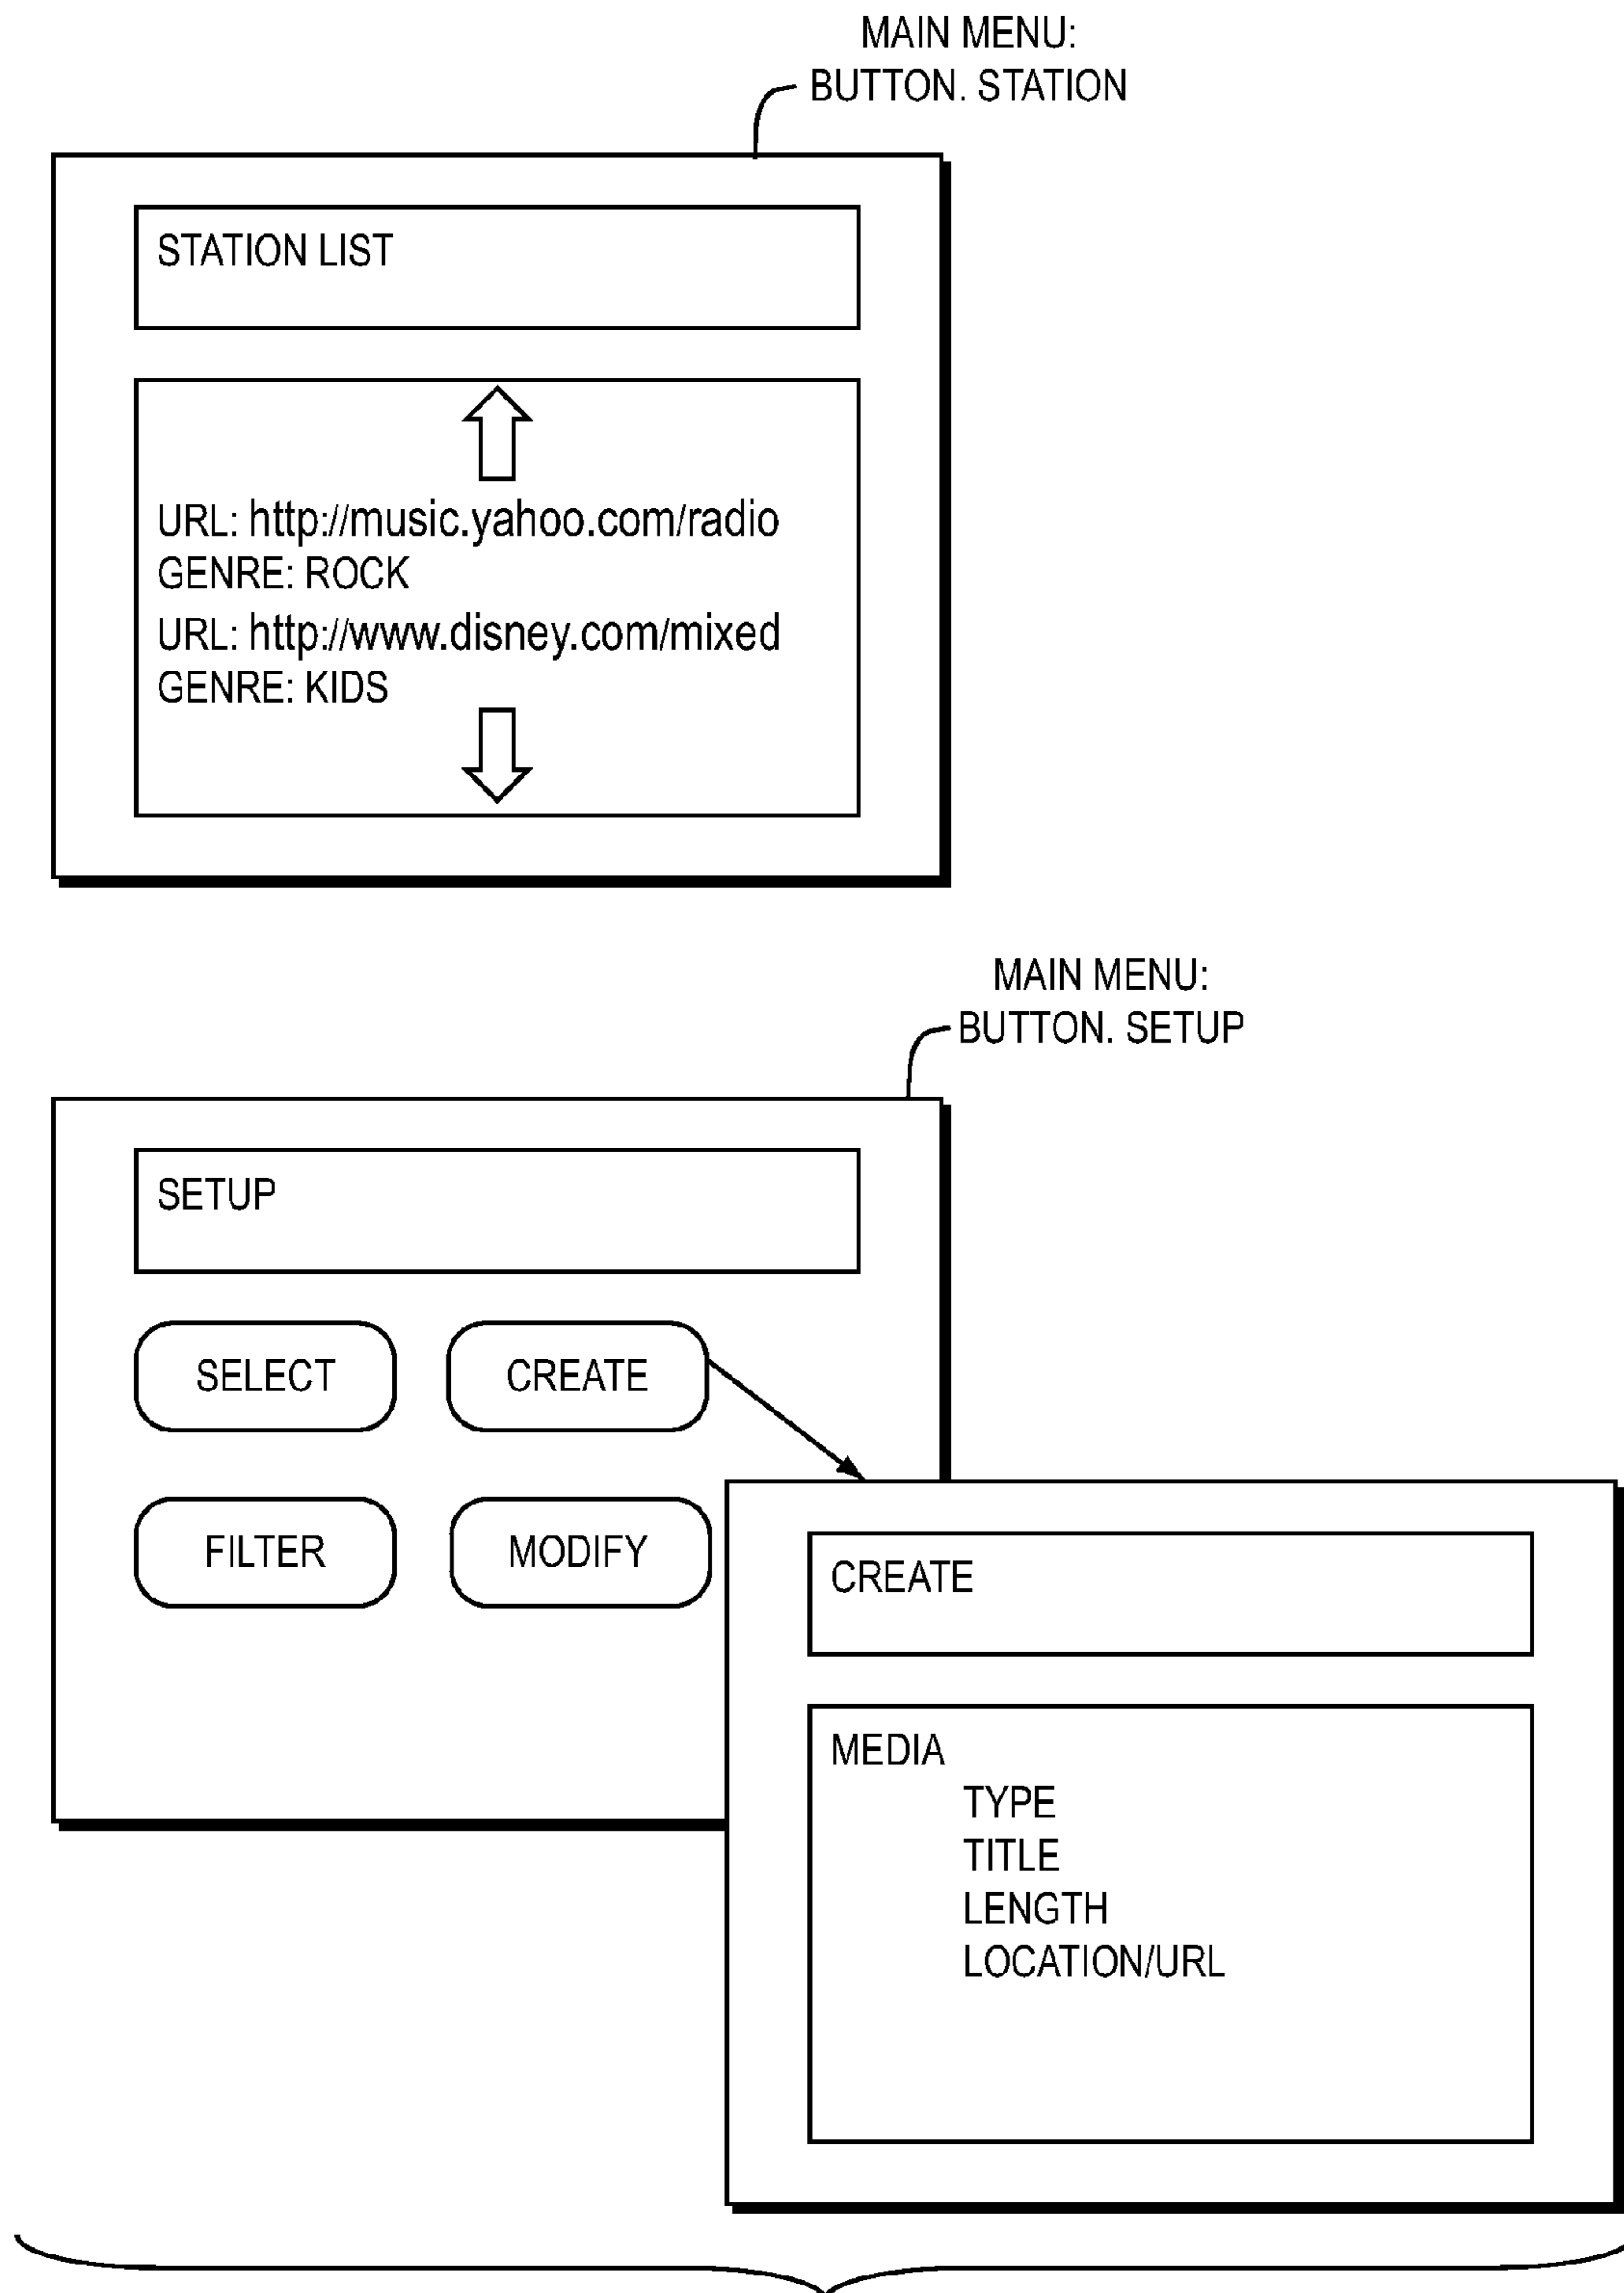 MAIN MENU:
BUTTON. STATION
STATION LIST
URL: http://music.yahoo.com/radio
GENRE: ROCK
URL: http://www.disney.com/mixed
GENRE: KIDS
MAIN MENU:
BUTTON. SETUP
SETUP
SELECT
CREATE
FILTER
MODIFY
CREATE
MEDIA
TYPE
TITLE
LENGTH
LOCATION/URL